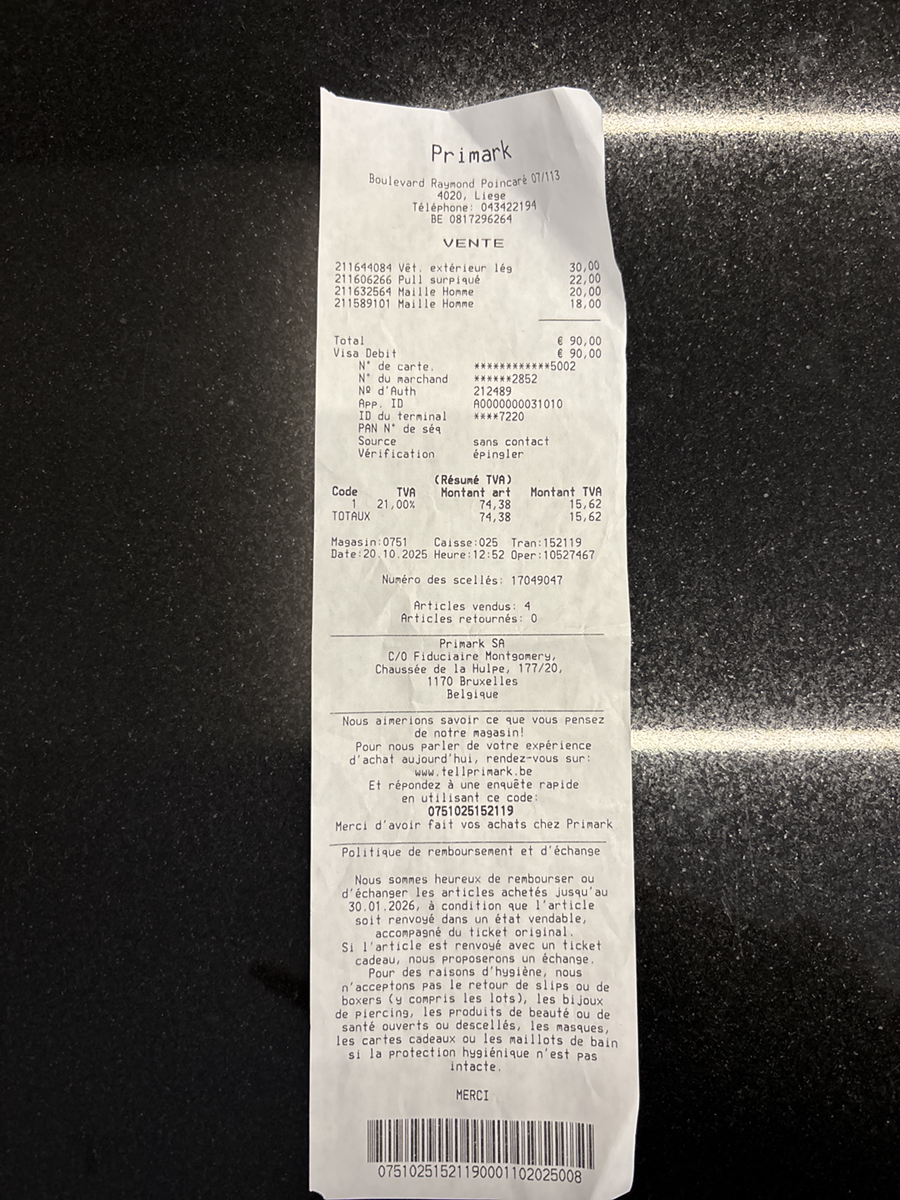 Primark
Boulevard Raymond Poincaré 07/113
4020, Liege
Téléphone: 043422194
BE 0817296264
VENTE
211644084 Vêt. extérieur lég 30,00
211606266 Pull surpiqué 22,00
211632564 Maille Homme 20,00
211589101 Maille Homme 18,00
Total € 90,00
Visa Debit € 90,00
N° de carte. ************5002
N° du marchand ******2852
Nº d'Auth 212489
App. ID A0000000031010
ID du terminal ****7220
PAN N° de séq
Source sans contact
Vérification épingler
(Résumé TVA)
Code TVA Montant art Montant TVA
1 21,00% 74,38 15,62
TOTAUX 74,38 15,62
Magasin:0751 Caisse:025 Tran:152119
Date:20.10.2025 Heure:12:52 Oper:10527467
Numéro des scellés: 17049047
Articles vendus: 4
Articles retournés: 0
Primark SA
C/O Fiduciaire Montgomery,
Chaussée de la Hulpe, 177/20,
1170 Bruxelles
Belgique
Nous aimerions savoir ce que vous pensez
de notre magasin!
Pour nous parler de votre expérience
d'achat aujourd'hui, rendez-vous sur:
www.tellprimark.be
Et répondez à une enquête rapide
en utilisant ce code:
0751025152119
Merci d'avoir fait vos achats chez Primark
Politique de remboursement et d'échange
Nous sommes heureux de rembourser ou
d'échanger les articles achetés jusqu'au
30.01.2026, à condition que l'article
soit renvoyé dans un état vendable,
accompagné du ticket original.
Si l'article est renvoyé avec un ticket
cadeau, nous proposerons un échange.
Pour des raisons d'hygiène, nous
n'acceptons pas le retour de slips ou de
boxers (y compris les lots), les bijoux
de piercing, les produits de beauté ou de
santé ouverts ou descellés, les masques,
les cartes cadeaux ou les maillots de bain
si la protection hygiénique n'est pas
intacte.
MERCI
07510251521190001102025008